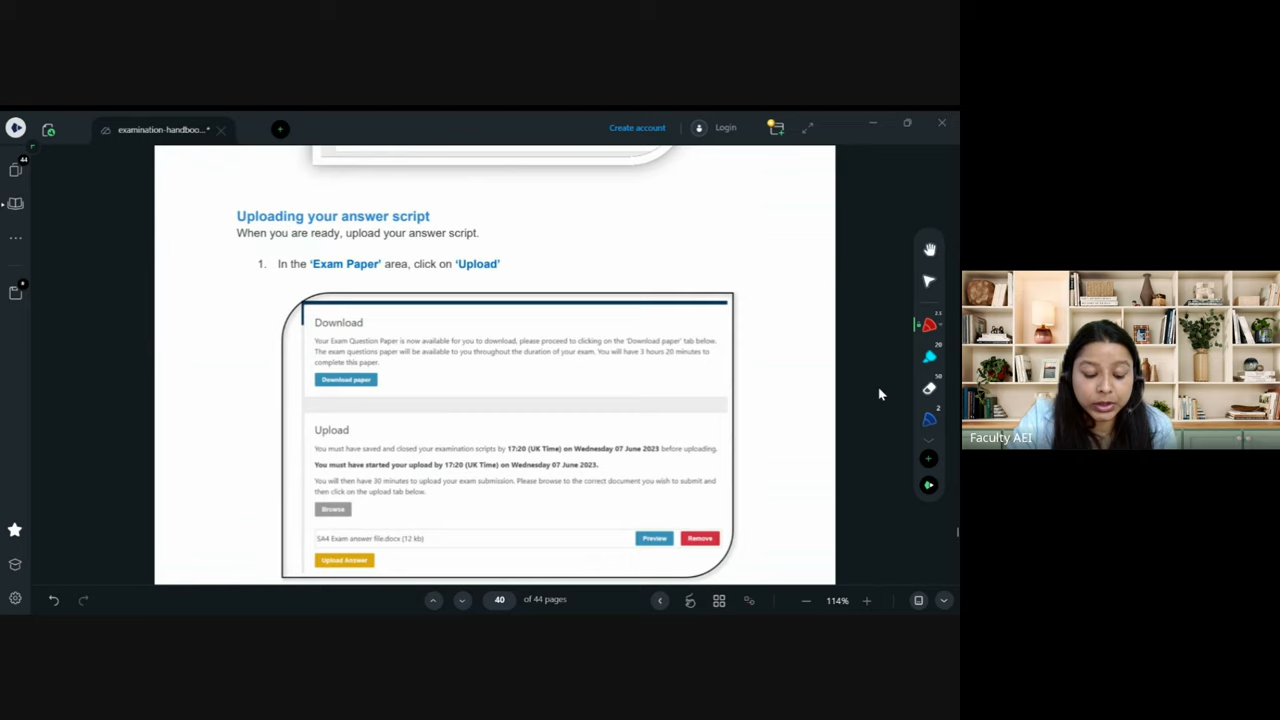 examination-handboo...*
Create account
Login
44
Uploading your answer script
When you are ready, upload your answer script.
1. In the 'Exam Paper' area, click on 'Upload'
Download
Your Exam Question Paper is now available for you to download, please proceed to clicking on the 'Download paper' tab below.
The exam questions paper will be available to you throughout the duration of your exam. You will have 3 hours 20 minutes to
complete this paper.
Download paper
Upload
You must have saved and closed your examination scripts by 17:20 (UK Time) on Wednesday 07 June 2023 before uploading.
You must have started your upload by 17:20 (UK Time) on Wednesday 07 June 2023.
You will then have 30 minutes to upload your exam submission. Please browse to the correct document you wish to submit and
then click on the upload tab below.
Browse
SA4 Exam answer file.docx (12 kb)
Preview
Remove
Upload Answer
2.5
20
50
2
40 of 44 pages
114%
Faculty AEI